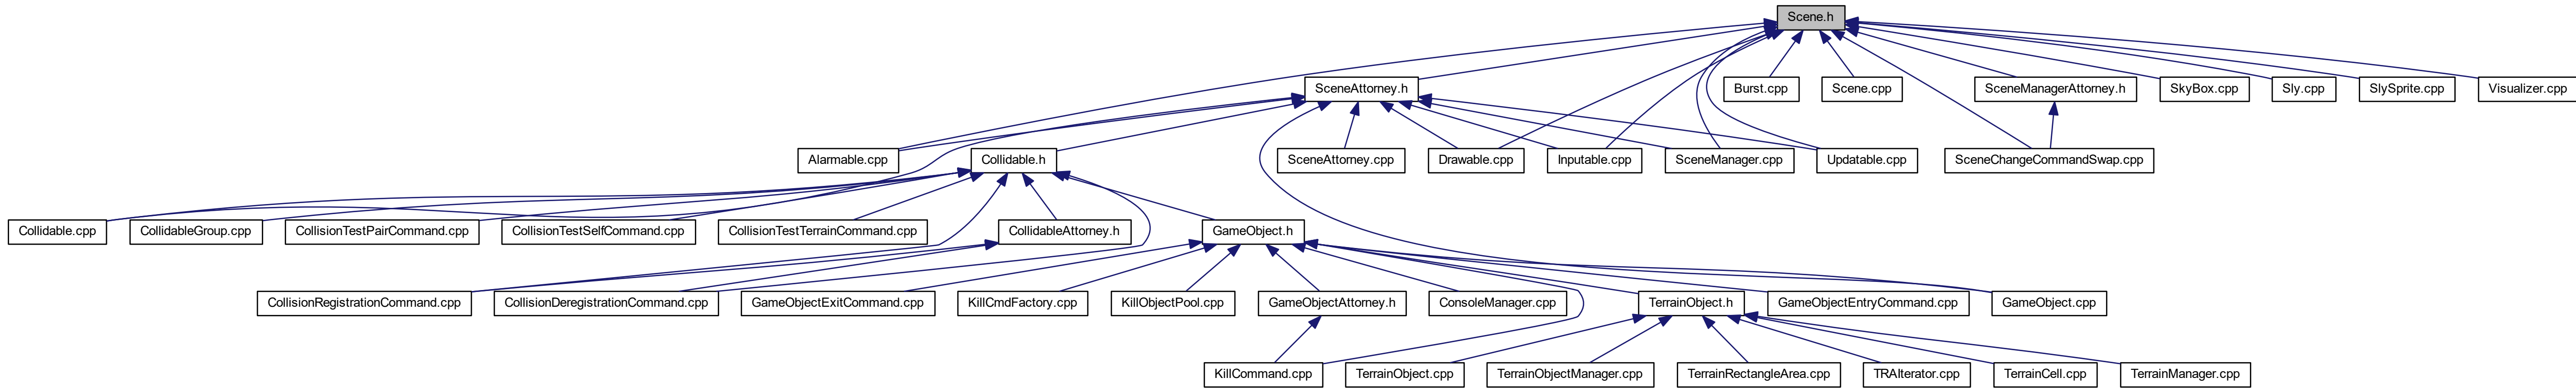 Scene.h
SceneAttorney.h
Burst.cpp
Scene.cpp
SceneManagerAttorney.h
SkyBox.cpp
Sly.cpp
SlySprite.cpp
Visualizer.cpp
Alarmable.cpp
Collidable.h
SceneAttorney.cpp
Drawable.cpp
Inputable.cpp
SceneManager.cpp
Updatable.cpp
SceneChangeCommandSwap.cpp
Collidable.cpp
CollidableGroup.cpp
CollisionTestPairCommand.cpp
CollisionTestSelfCommand.cpp
CollisionTestTerrainCommand.cpp
CollidableAttorney.h
GameObject.h
CollisionRegistrationCommand.cpp
CollisionDeregistrationCommand.cpp
GameObjectExitCommand.cpp
KillCmdFactory.cpp
KillObjectPool.cpp
GameObjectAttorney.h
ConsoleManager.cpp
TerrainObject.h
GameObjectEntryCommand.cpp
GameObject.cpp
KillCommand.cpp
TerrainObject.cpp
TerrainObjectManager.cpp
TerrainRectangleArea.cpp
TRAIterator.cpp
TerrainCell.cpp
TerrainManager.cpp